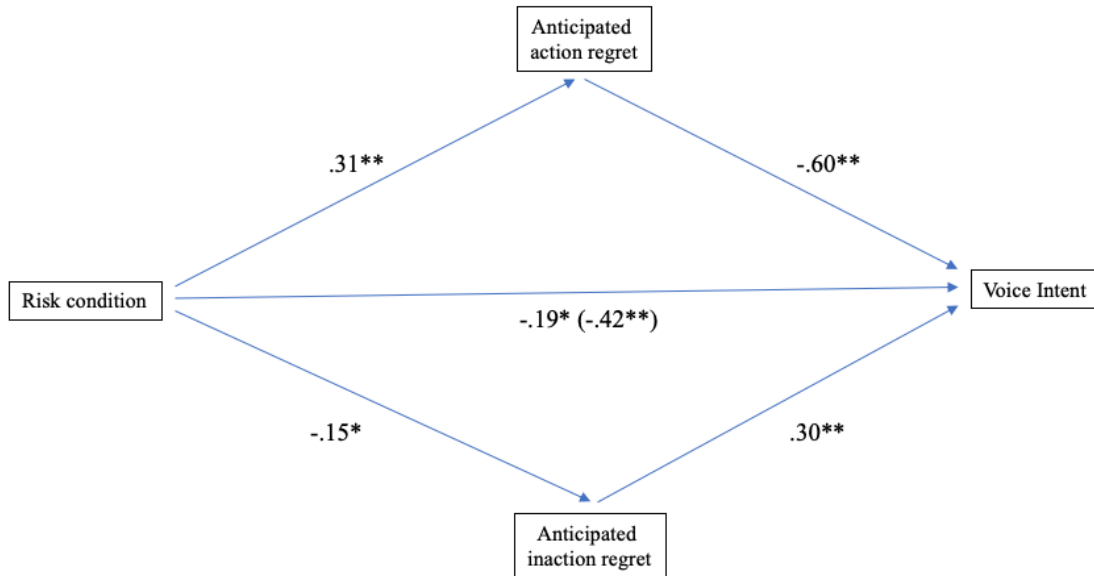 Anticipated
action regret
.31**
-.60**
Risk condition
Voice Intent
-.19* (-.42**)
-.15*
.30**
Anticipated
inaction regret